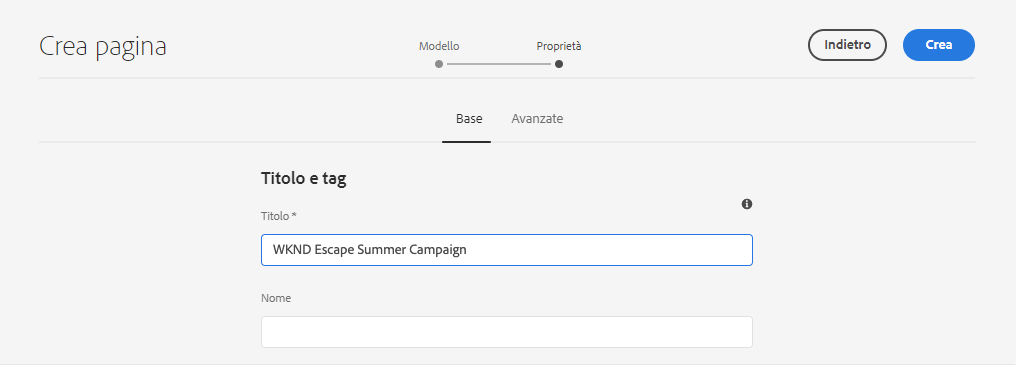 Crea pagina
Modello
Proprietà
Indietro
Crea
Base
Avanzate
Titolo e tag
Titolo *
WKND Escape Summer Campaign
Nome